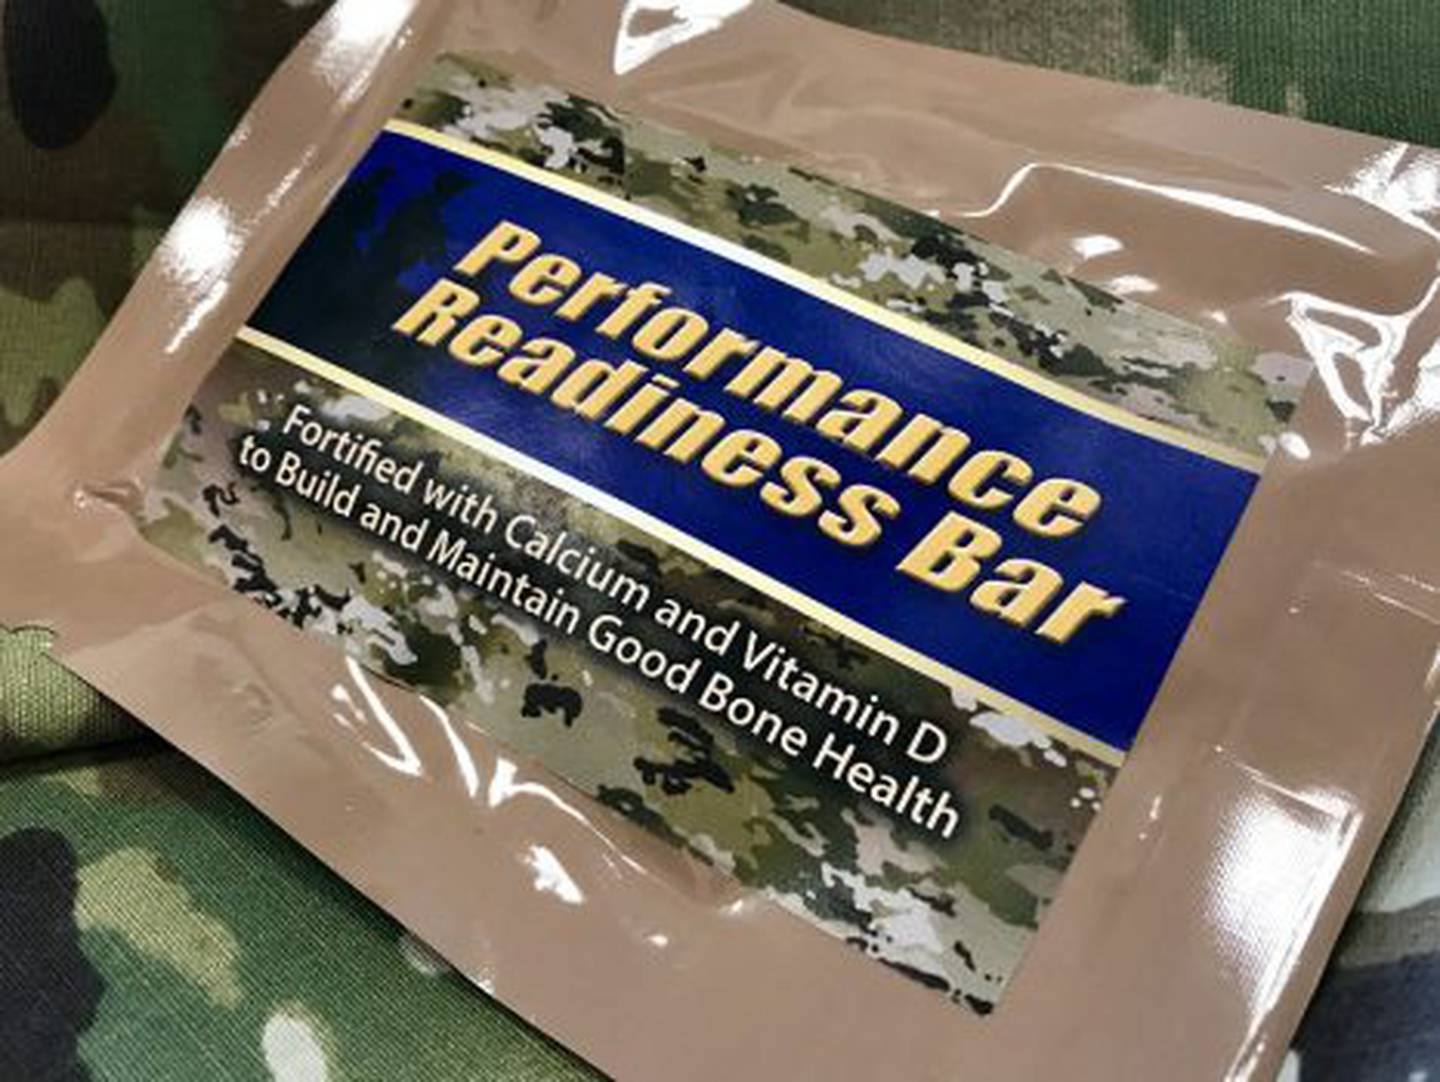 Performance
Readiness Bar
Fortified with Calcium and Vitamin D
to Build and Maintain Good Bone Health